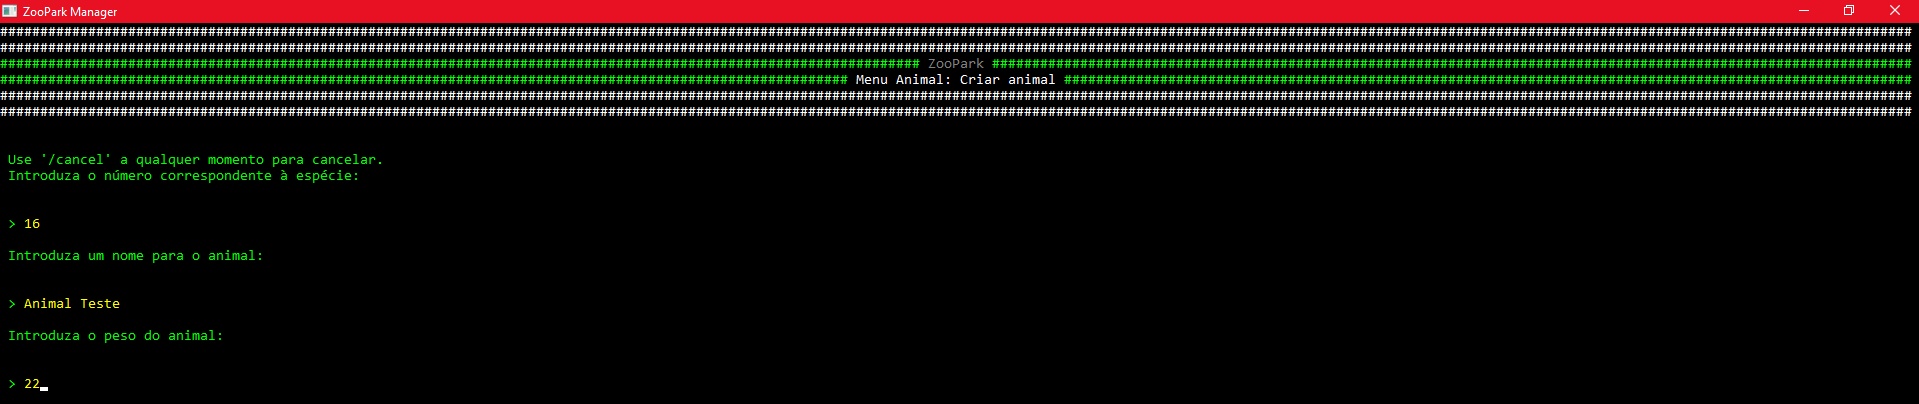 ZooPark Manager
ZooPark
Menu Animal: Criar animal
Use '/cancel' a qualquer momento para cancelar.
Introduza o número correspondente à espécie:
> 16
Introduza um nome para o animal:
> Animal Teste
Introduza o peso do animal:
> 22